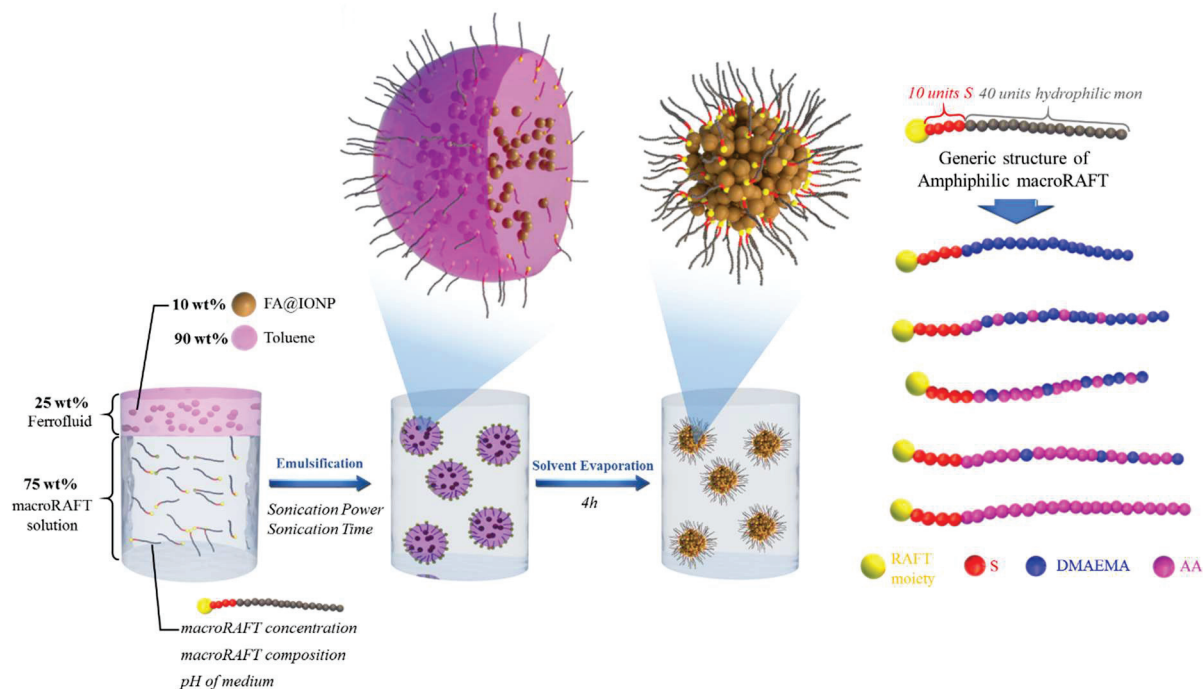 10 wt% FA@IONP
90 wt% Toluene
25 wt%
Ferrofluid
75 wt%
macroRAFT
solution
macroRAFT concentration
macroRAFT composition
pH of medium
Emulsification
Sonication Power
Sonication Time
Solvent Evaporation
4h
10 units S 40 units hydrophilic mon
Generic structure of
Amphiphilic macroRAFT
RAFT
moiety
S
DMAEMA
AA